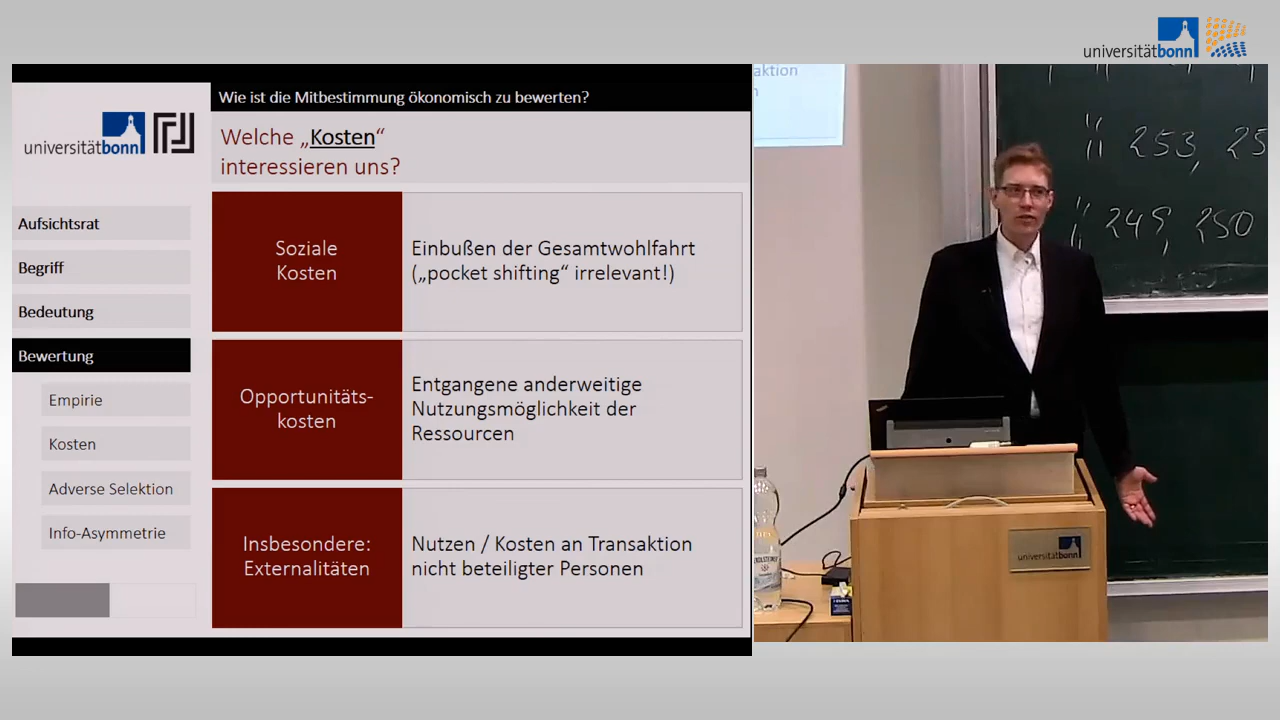 universitätbonn
Wie ist die Mitbestimmung ökonomisch zu bewerten?
universitätbonn
Welche „Kosten“
interessieren uns?
Aufsichtsrat
Begriff
Bedeutung
Bewertung
Empirie
Kosten
Adverse Selektion
Info-Asymmetrie
Soziale
Kosten
Einbußen der Gesamtwohlfahrt
(„pocket shifting“ irrelevant!)
Opportunitäts-
kosten
Entgangene anderweitige
Nutzungsmöglichkeit der
Ressourcen
Insbesondere:
Externalitäten
Nutzen / Kosten an Transaktion
nicht beteiligter Personen
aktion
n
253, 25
249, 250
universitätbonn